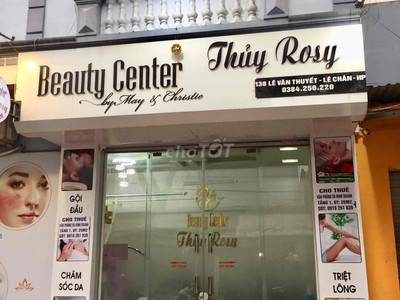 Beauty Center
by May & Christie
Thủy Rosy
138 LÊ VĂN THUYẾT - LÊ CHÂN - HP
0384.256.220
chợTỐT
GỘI
ĐẦU
CHO THUÊ
CHĂM
SÓC DA
Beauty Center
Thủy Rosy
CHO THUÊ
TRIỆT
LÔNG